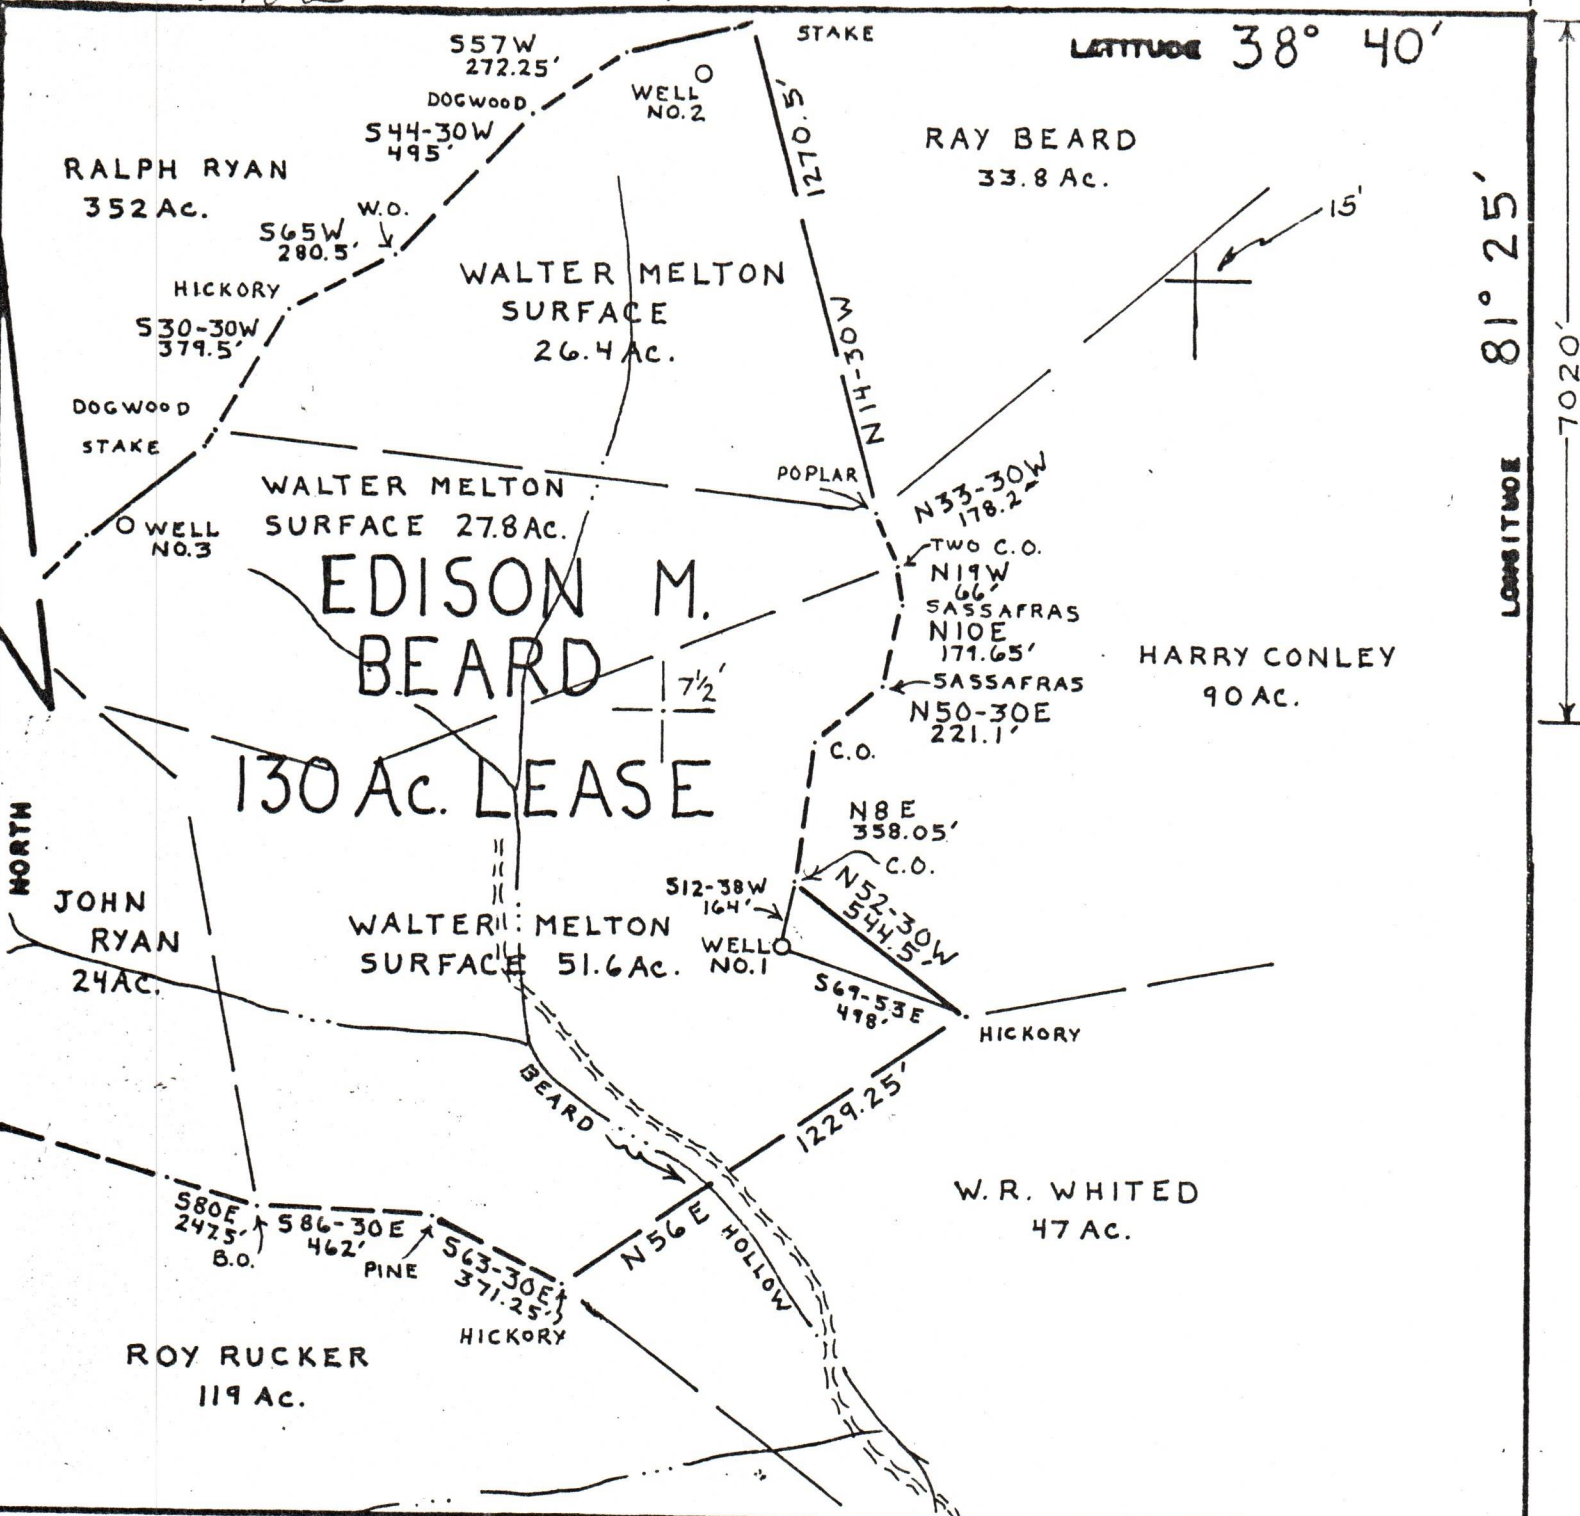 STAKE
LATITUDE 38° 40'
S57W
272.25'
WELL
NO.2
DOGWOOD
S44-30W
495'
1270.5'
RAY BEARD
33.8 Ac.
RALPH RYAN
352 Ac.
W.O.
S65W
280.5'
15'
81° 25'
WALTER MELTON
SURFACE
26.4 Ac.
HICKORY
S30-30W
379.5'
N14-30W
7020'
DOGWOOD
STAKE
POPLAR
N33-30W
178.2'
LONGITUDE
WALTER MELTON
SURFACE 27.8 Ac.
WELL
NO.3
EDISON M.
BEARD
TWO C.O.
N19W
66'
SASSAFRAS
N10E
179.65'
SASSAFRAS
N50-30E
221.1'
HARRY CONLEY
90 AC.
7½'
C.O.
130 Ac. LEASE
N8E
358.05'
C.O.
NORTH
S12-38W
164'
N52-30W
544.5'
JOHN
RYAN
24 AC.
WALTER MELTON
SURFACE 51.6 Ac.
WELL
NO.1
S69-53E
498'
HICKORY
BEARD
1229.25'
W.R. WHITED
47 AC.
S80E
247.5'
B.O.
S86-30E
462'
PINE
S63-30E
371.25'
HICKORY
N56E
HOLLOW
ROY RUCKER
119 AC.